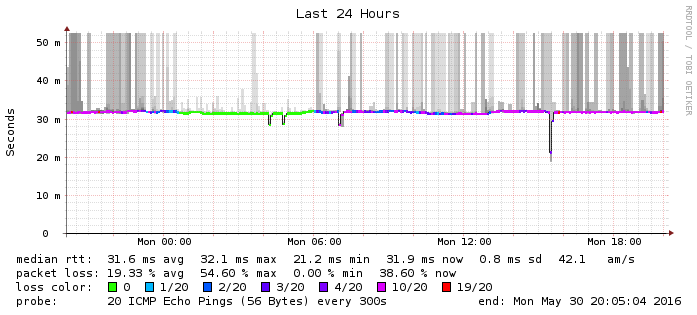 Last 24 Hours
RRDTOOL / TOBI OETIKER
Seconds
50 m
40 m
30 m
20 m
10 m
0
Mon 00:00 Mon 06:00 Mon 12:00 Mon 18:00
median rtt: 31.6 ms avg 32.1 ms max 21.2 ms min 31.9 ms now 0.8 ms sd 42.1 am/s
packet loss: 19.33 % avg 54.60 % max 0.00 % min 38.60 % now
loss color: 0 1/20 2/20 3/20 4/20 10/20 19/20
probe: 20 ICMP Echo Pings (56 Bytes) every 300s end: Mon May 30 20:05:04 2016